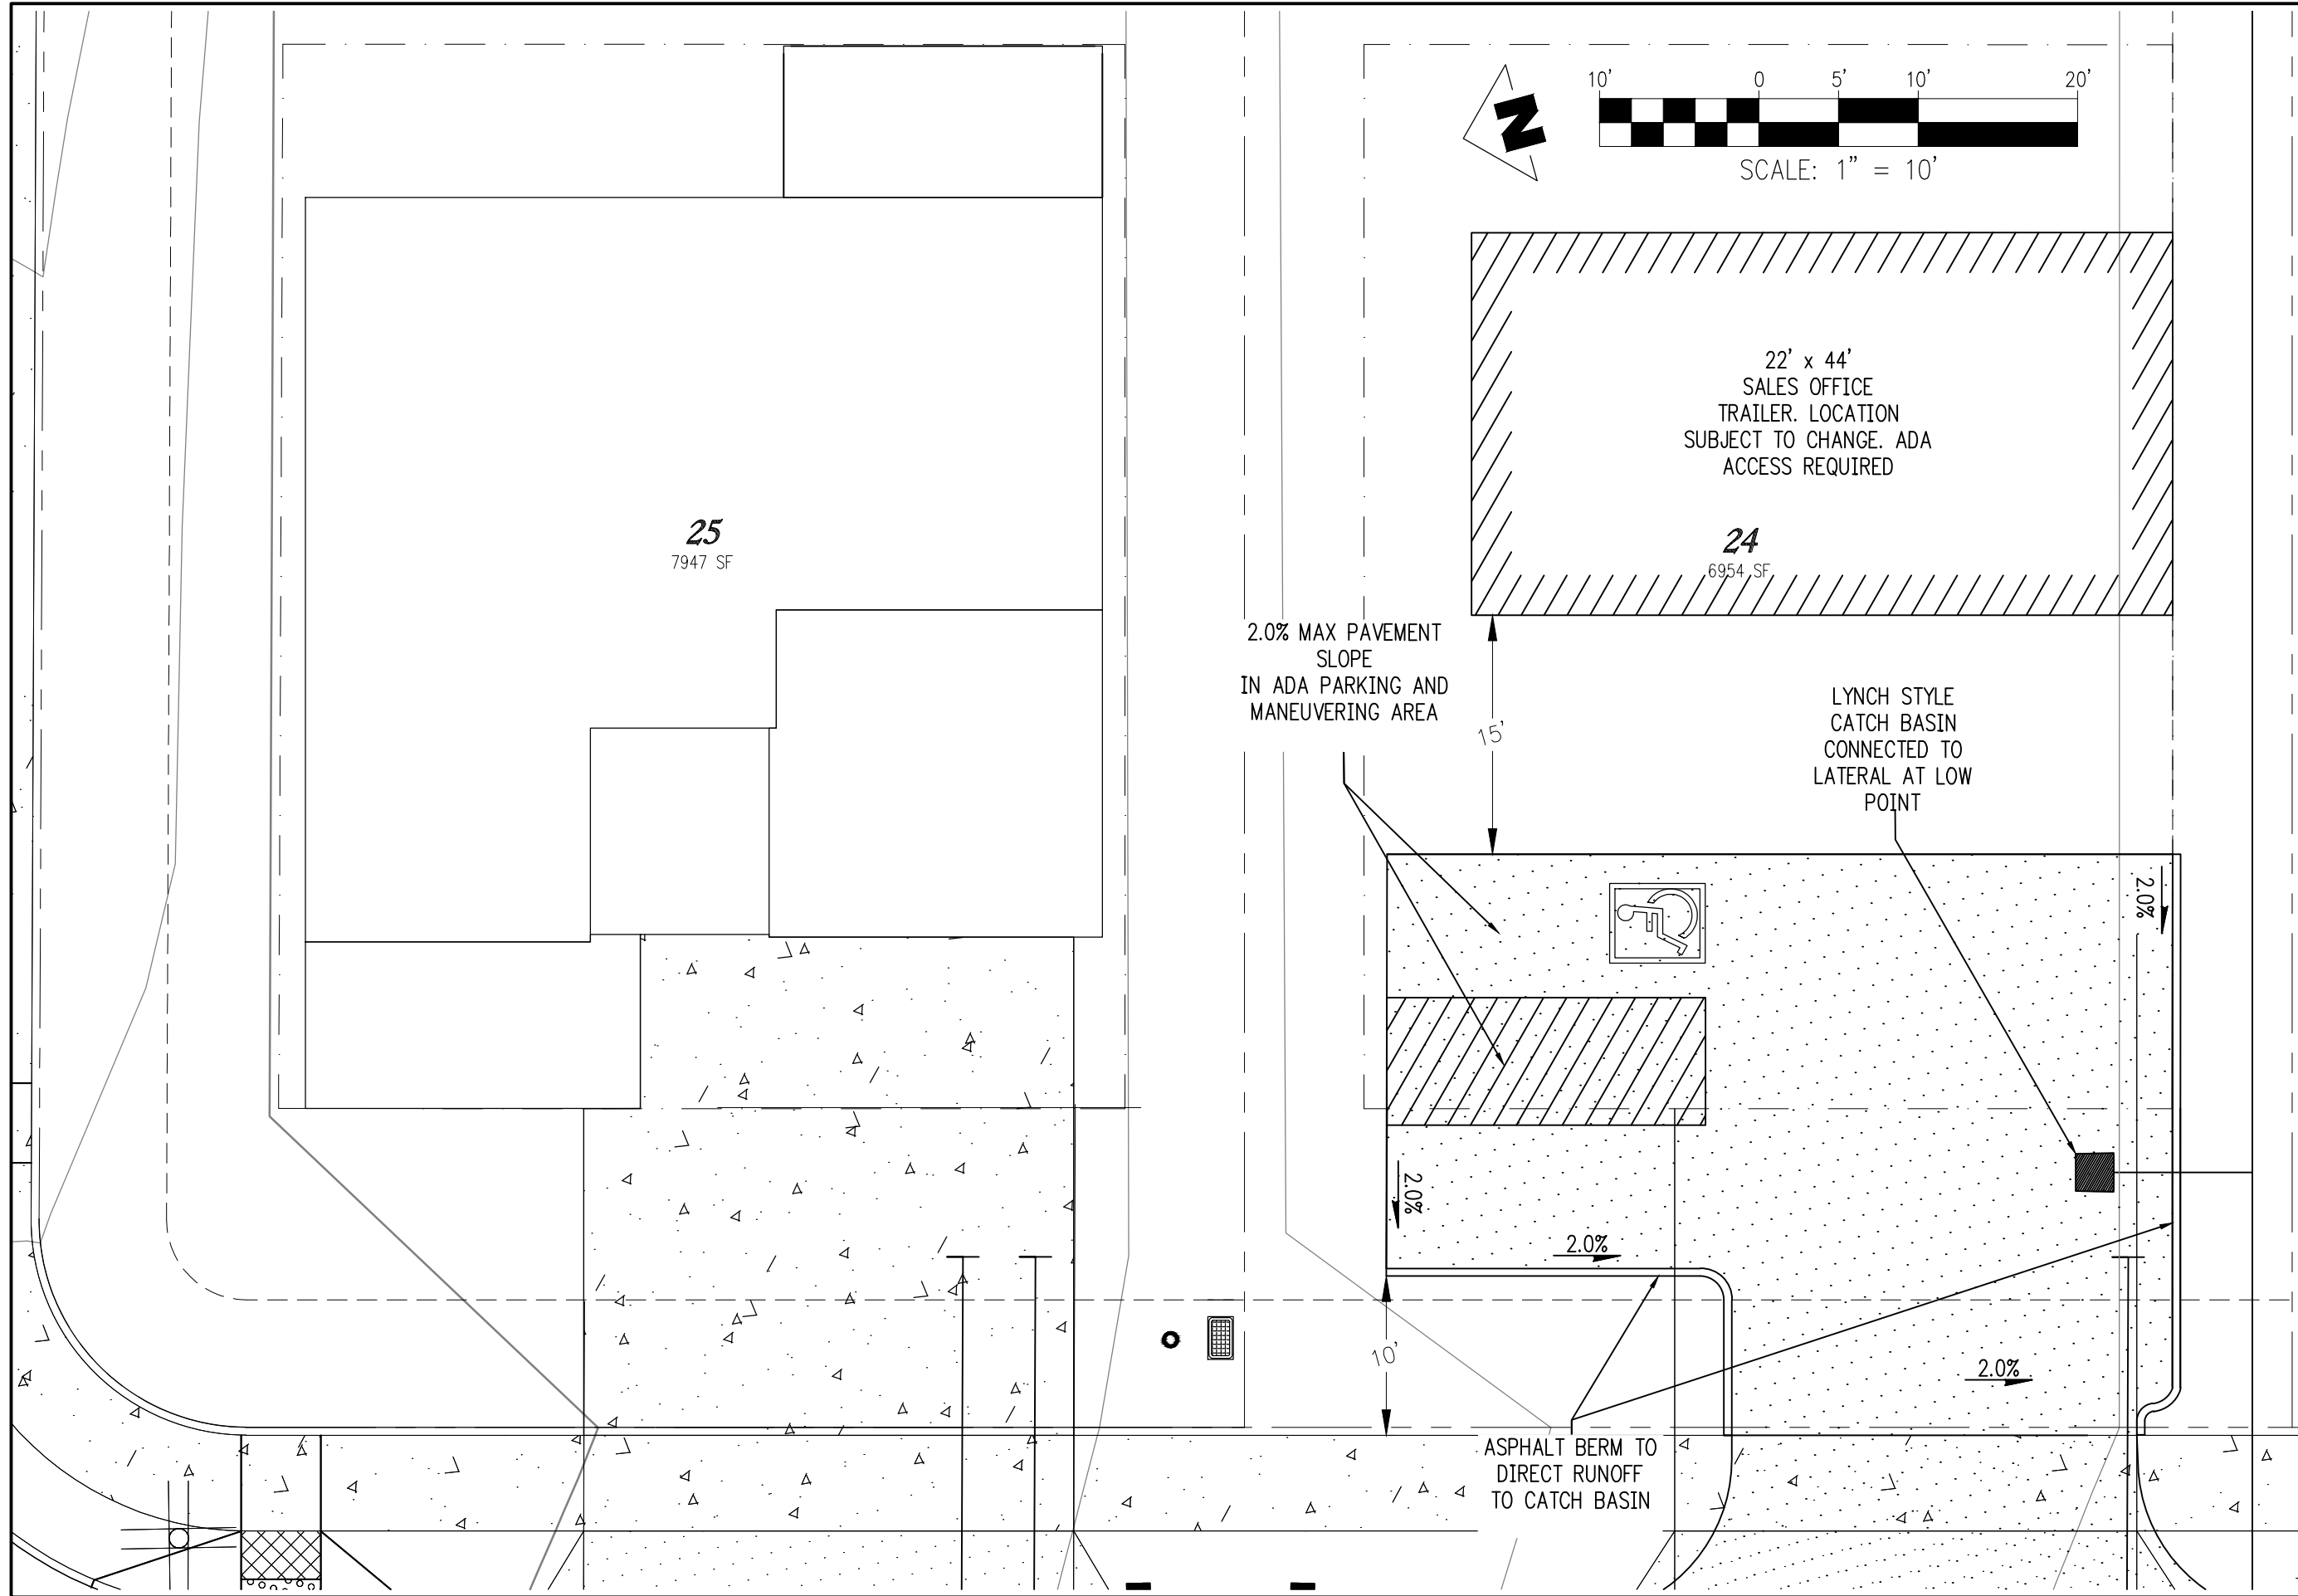 10' 0 5' 10' 20'
N
SCALE: 1" = 10'
22' x 44'
SALES OFFICE
TRAILER. LOCATION
SUBJECT TO CHANGE. ADA
ACCESS REQUIRED
25
7947 SF
24
6954 SF
2.0% MAX PAVEMENT
SLOPE
IN ADA PARKING AND
MANEUVERING AREA
15'
LYNCH STYLE
CATCH BASIN
CONNECTED TO
LATERAL AT LOW
POINT
2.0%
2.0%
2.0%
10'
2.0%
ASPHALT BERM TO
DIRECT RUNOFF
TO CATCH BASIN